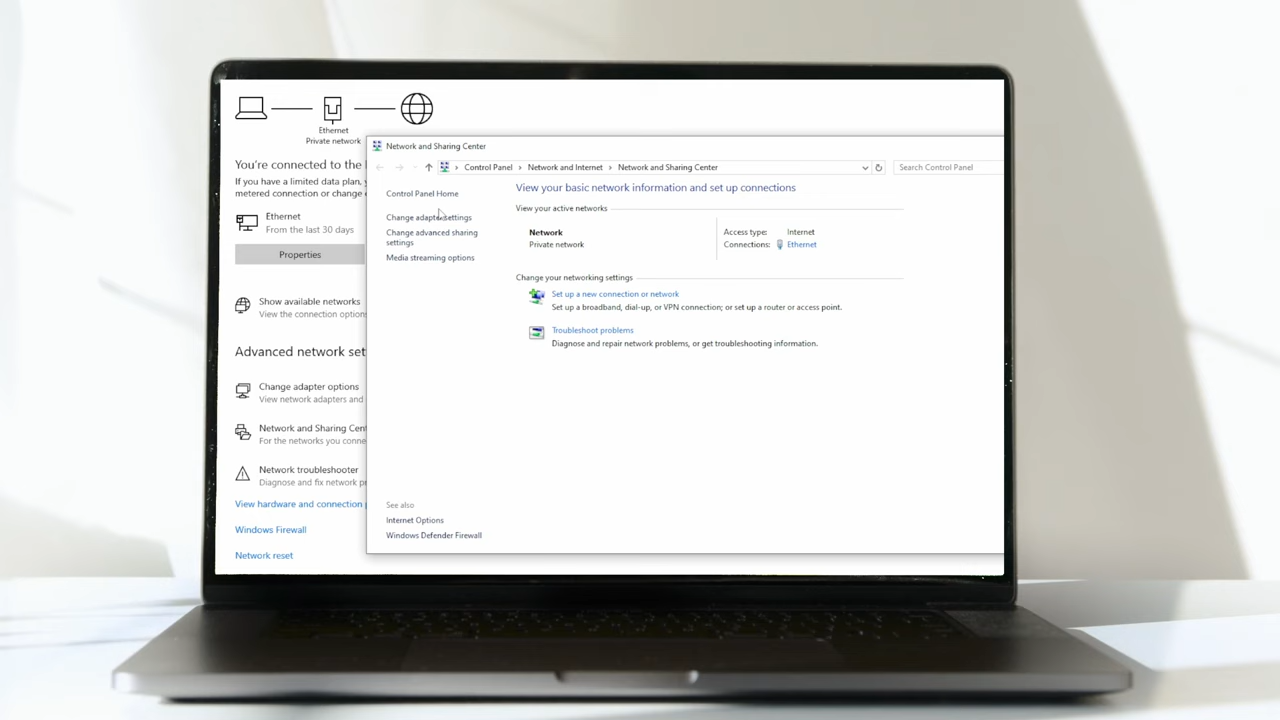 Ethernet
Private network
You're connected to the
If you have a limited data plan,
metered connection or change
Ethernet
From the last 30 days
Properties
Show available networks
View the connection options
Advanced network set
Change adapter options
View network adapters and
Network and Sharing Cent
For the networks you conne
Network troubleshooter
Diagnose and fix network p
View hardware and connection
Windows Firewall
Network reset
Network and Sharing Center
Control Panel
Network and Internet
Network and Sharing Center
Search Control Panel
Control Panel Home
Change adapter settings
Change advanced sharing
settings
Media streaming options
See also
Internet Options
Windows Defender Firewall
View your basic network information and set up connections
View your active networks
Network
Private network
Access type: Internet
Connections: Ethernet
Change your networking settings
Set up a new connection or network
Set up a broadband, dial-up, or VPN connection; or set up a router or access point.
Troubleshoot problems
Diagnose and repair network problems, or get troubleshooting information.